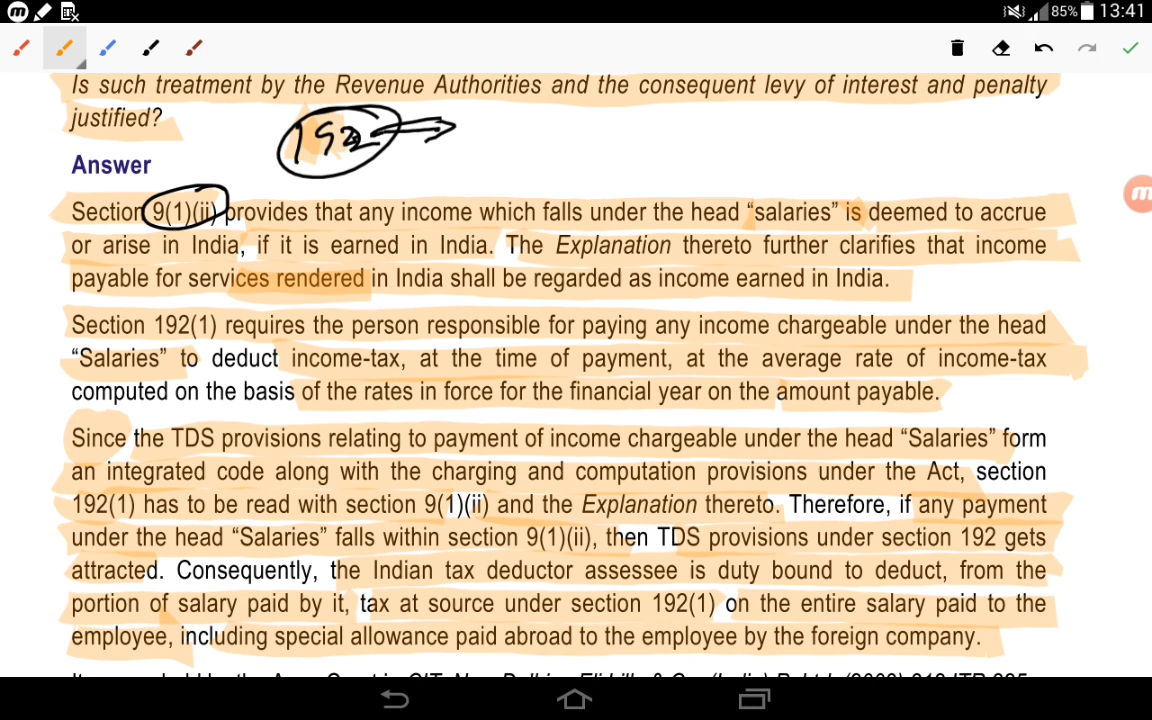 85% 13:41
Is such treatment by the Revenue Authorities and the consequent levy of interest and penalty
justified?
192
Answer
Section 9(1)(ii) provides that any income which falls under the head “salaries” is deemed to accrue
or arise in India, if it is earned in India. The Explanation thereto further clarifies that income
payable for services rendered in India shall be regarded as income earned in India.
Section 192(1) requires the person responsible for paying any income chargeable under the head
“Salaries” to deduct income-tax, at the time of payment, at the average rate of income-tax
computed on the basis of the rates in force for the financial year on the amount payable.
Since the TDS provisions relating to payment of income chargeable under the head “Salaries” form
an integrated code along with the charging and computation provisions under the Act, section
192(1) has to be read with section 9(1)(ii) and the Explanation thereto. Therefore, if any payment
under the head “Salaries” falls within section 9(1)(ii), then TDS provisions under section 192 gets
attracted. Consequently, the Indian tax deductor assessee is duty bound to deduct, from the
portion of salary paid by it, tax at source under section 192(1) on the entire salary paid to the
employee, including special allowance paid abroad to the employee by the foreign company.